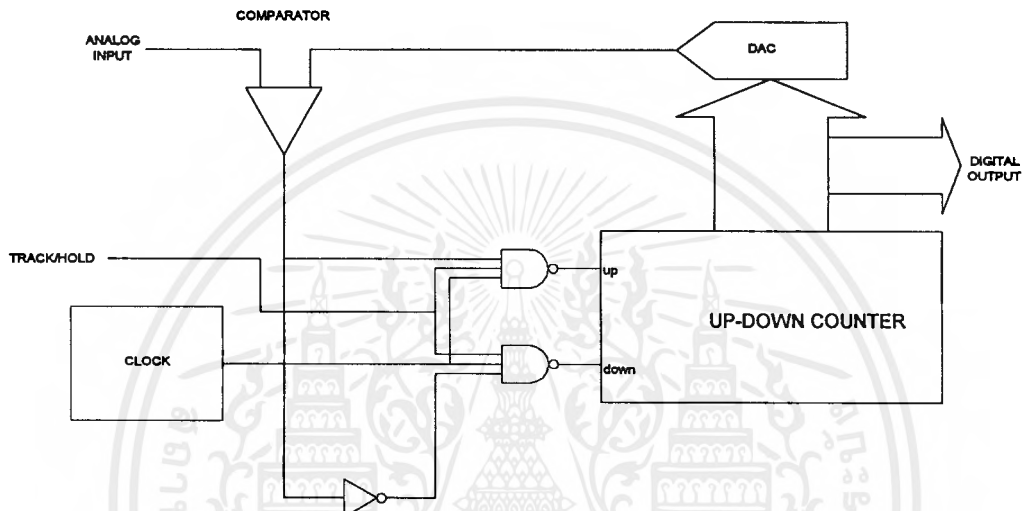 COMPARATOR
ANALOG
INPUT
DAC
DIGITAL
OUTPUT
TRACK/HOLD
up
UP-DOWN COUNTER
CLOCK
down